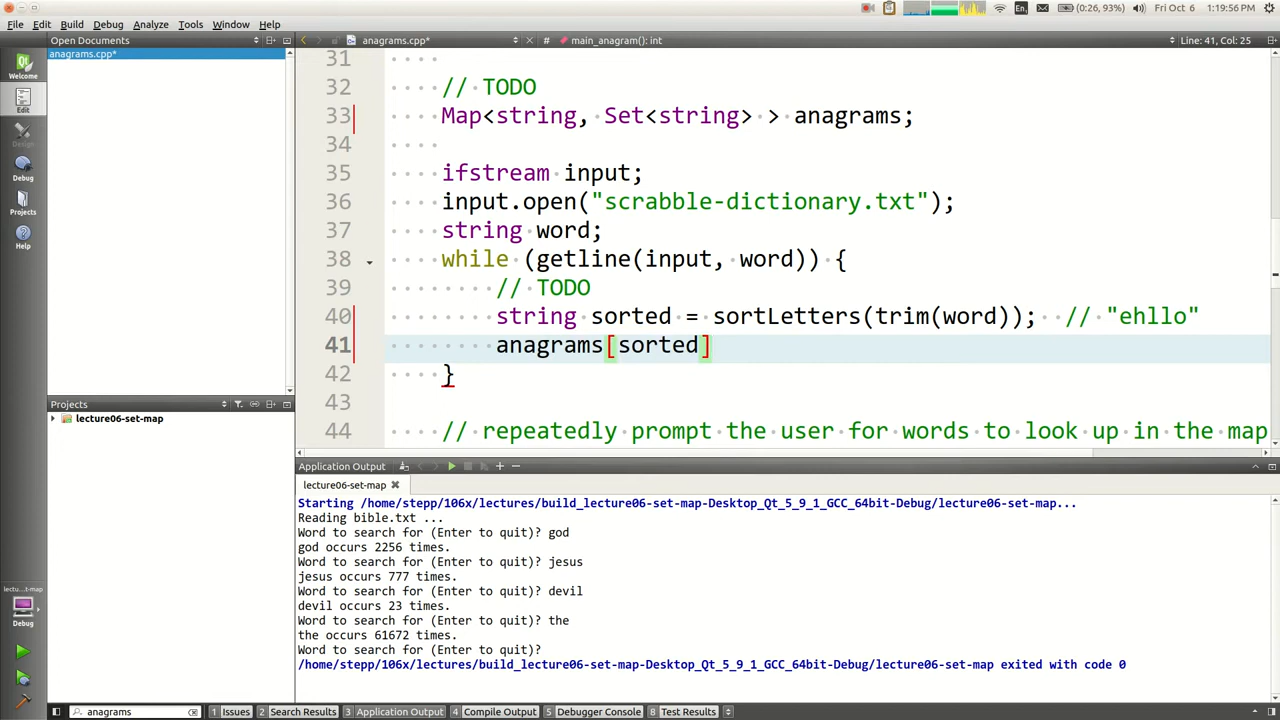 En
(0:26, 93%)
Fri Oct 6
1:19:56 PM
File Edit View Build Debug Analyze Tools Window Help
Open Documents
anagrams.cpp*
main_anagram(): int
Line: 41, Col: 25
anagrams.cpp*
Welcome
Edit
Design
Debug
Projects
Help
31
32 // TODO
33 Map<string, Set<string> > anagrams;
34
35 ifstream input;
36 input.open("scrabble-dictionary.txt");
37 string word;
38 while (getline(input, word)) {
39 // TODO
40 string sorted = sortLetters(trim(word)); // "ehllo"
41 anagrams[sorted]
42 }
43
44 // repeatedly prompt the user for words to look up in the map
Projects
lecture06-set-map
Application Output
lecture06-set-map
Starting /home/stepp/106x/lectures/build_lecture06-set-map-Desktop_Qt_5_9_1_GCC_64bit-Debug/lecture06-set-map...
Reading bible.txt ...
Word to search for (Enter to quit)? god
god occurs 2256 times.
Word to search for (Enter to quit)? jesus
jesus occurs 777 times.
Word to search for (Enter to quit)? devil
devil occurs 23 times.
Word to search for (Enter to quit)? the
the occurs 61672 times.
Word to search for (Enter to quit)?
/home/stepp/106x/lectures/build_lecture06-set-map-Desktop_Qt_5_9_1_GCC_64bit-Debug/lecture06-set-map exited with code 0
lectu...t-map
Debug
anagrams
1 Issues 2 Search Results 3 Application Output 4 Compile Output 5 Debugger Console 8 Test Results